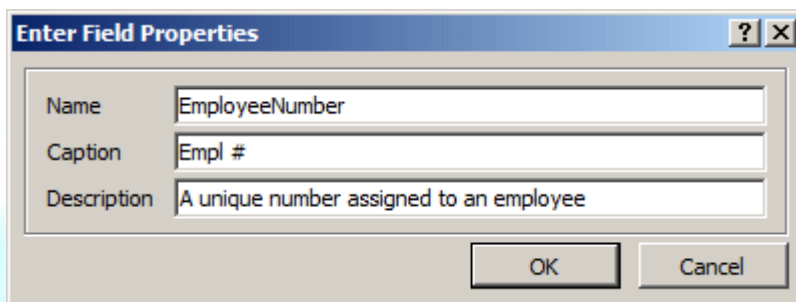 Enter Field Properties ?
Name EmployeeNumber
Caption Empl #
Description A unique number assigned to an employee
OK Cancel